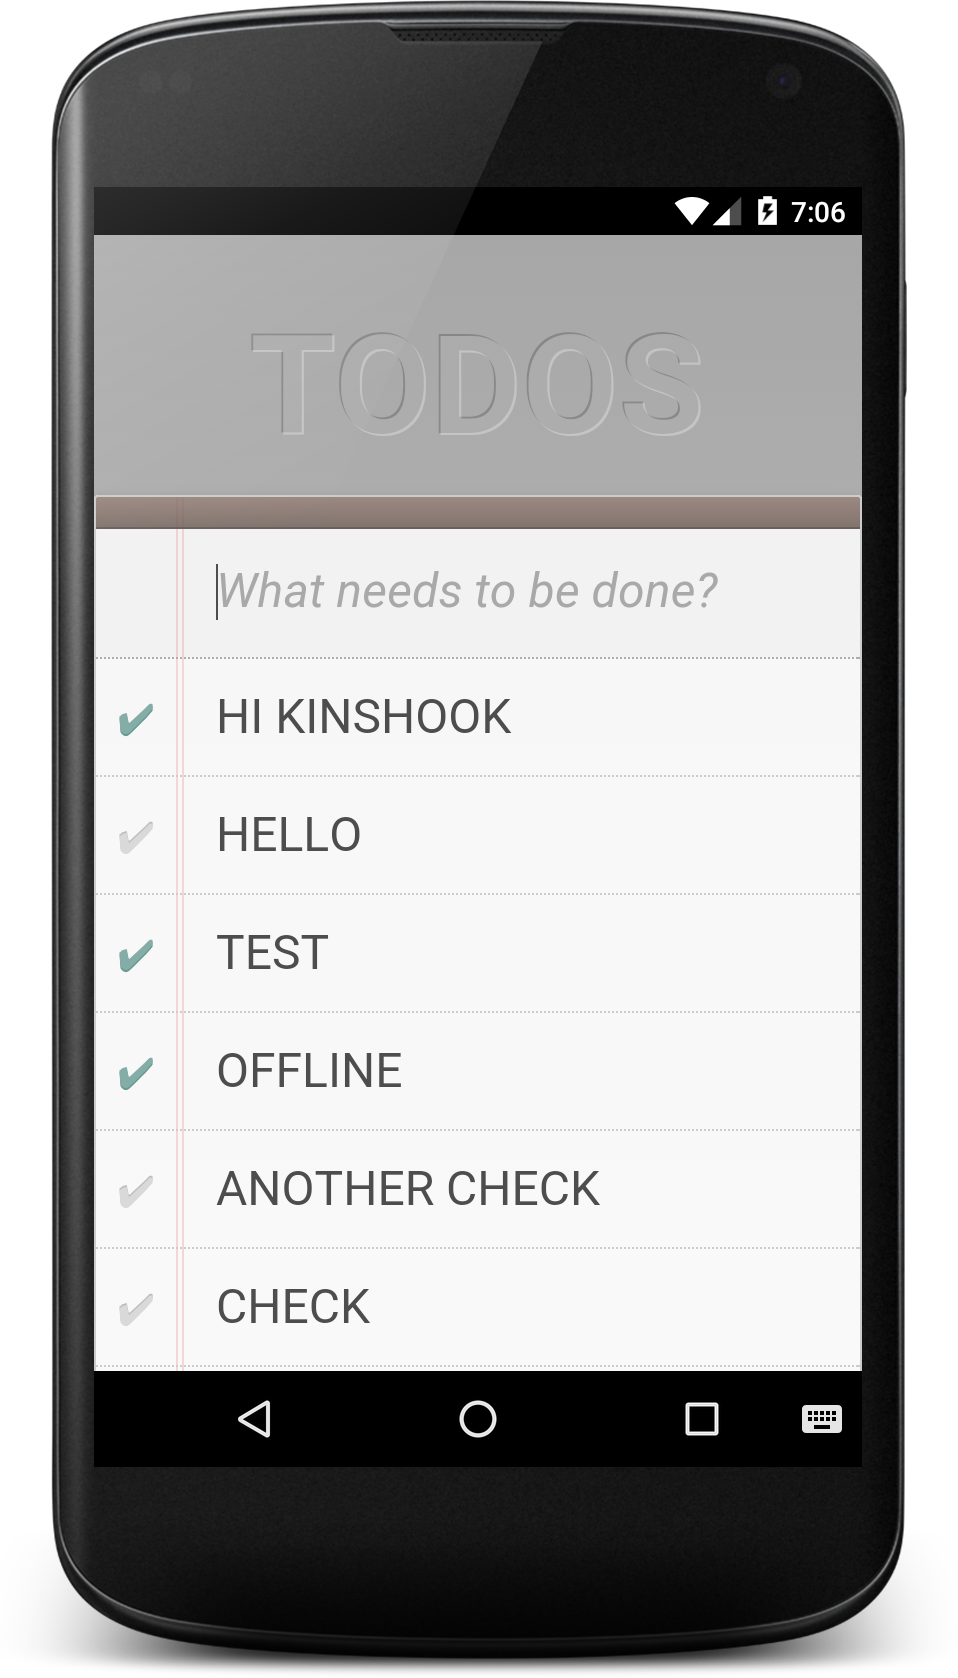 7:06
TODOS
What needs to be done?
HI KINSHOOK
HELLO
TEST
OFFLINE
ANOTHER CHECK
CHECK